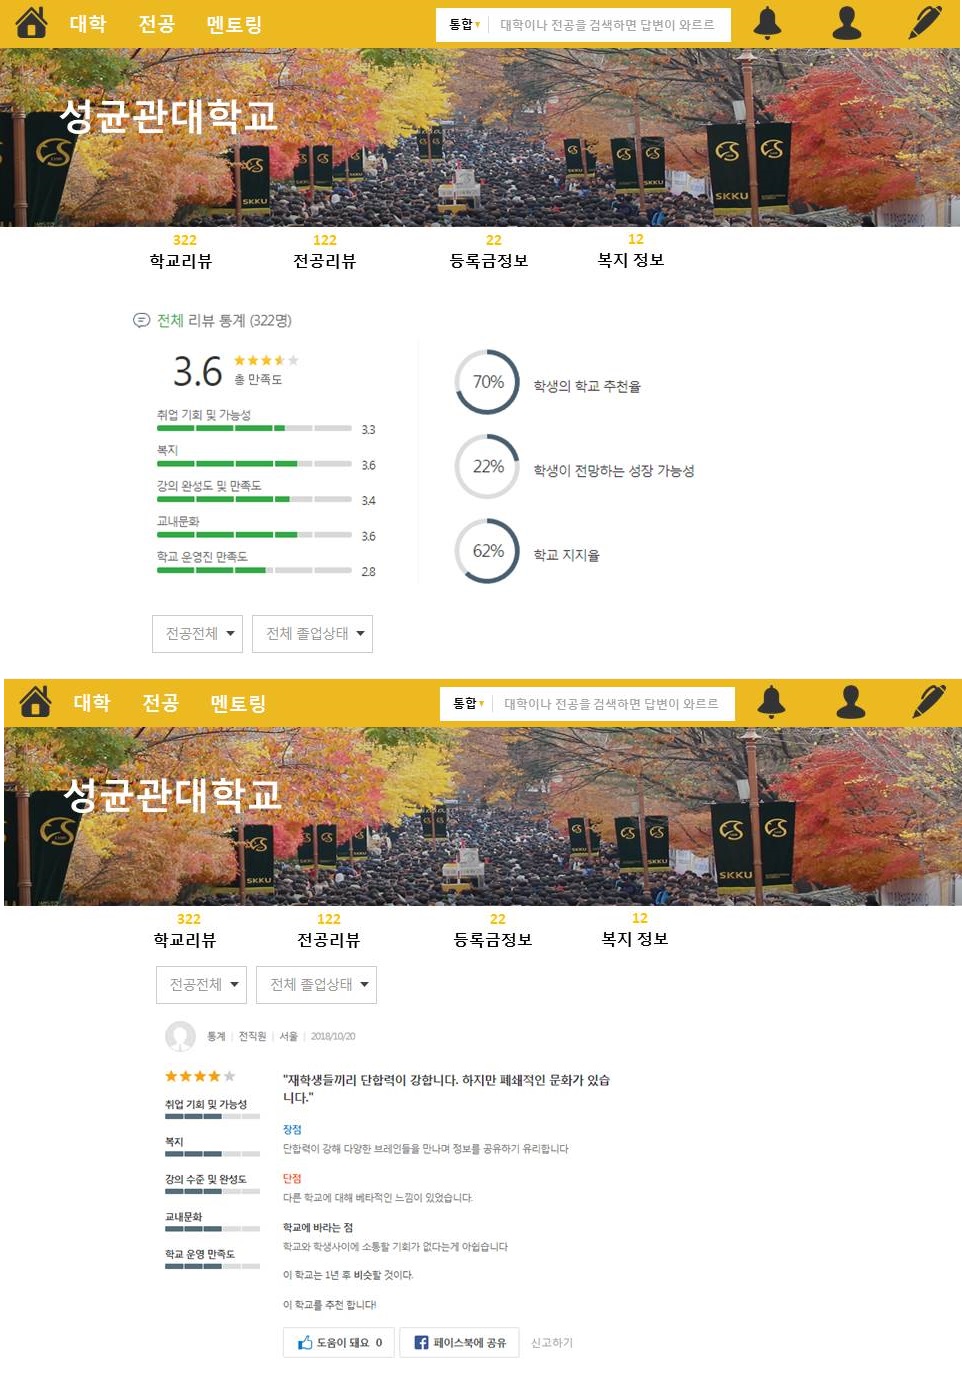 대학 전공 멘토링 통합▾ 대학이나 전공을 검색하면 답변이 와르르
성균관대학교
SKKU
SKKU
SKKU
322 122 22 12
학교리뷰 전공리뷰 등록금정보 복지 정보
전체 리뷰 통계 (322명)
3.6
총 만족도
취업 기회 및 가능성
3.3
복지
3.6
강의 완성도 및 만족도
3.4
교내문화
3.6
학교 운영진 만족도
2.8
70% 학생의 학교 추천율
22% 학생이 전망하는 성장 가능성
62% 학교 지지율
전공전체 전체 졸업상태
대학 전공 멘토링 통합▾ 대학이나 전공을 검색하면 답변이 와르르
성균관대학교
SKKU
SKKU
SKKU
322 122 22 12
학교리뷰 전공리뷰 등록금정보 복지 정보
전공전체 전체 졸업상태
통계 | 전직원 | 서울 | 2018/10/20
취업 기회 및 가능성
복지
강의 수준 및 완성도
교내문화
학교 운영 만족도
"재학생들끼리 단합력이 강합니다. 하지만 폐쇄적인 문화가 있습
니다."
장점
단합력이 강해 다양한 브레인들을 만나며 정보를 공유하기 유리합니다
단점
다른 학교에 대해 베타적인 느낌이 있었습니다.
학교에 바라는 점
학교와 학생사이에 소통할 기회가 없다는게 아쉽습니다
이 학교는 1년 후 비슷할 것이다.
이 학교를 추천 합니다!
도움이 돼요 0 페이스북에 공유 신고하기